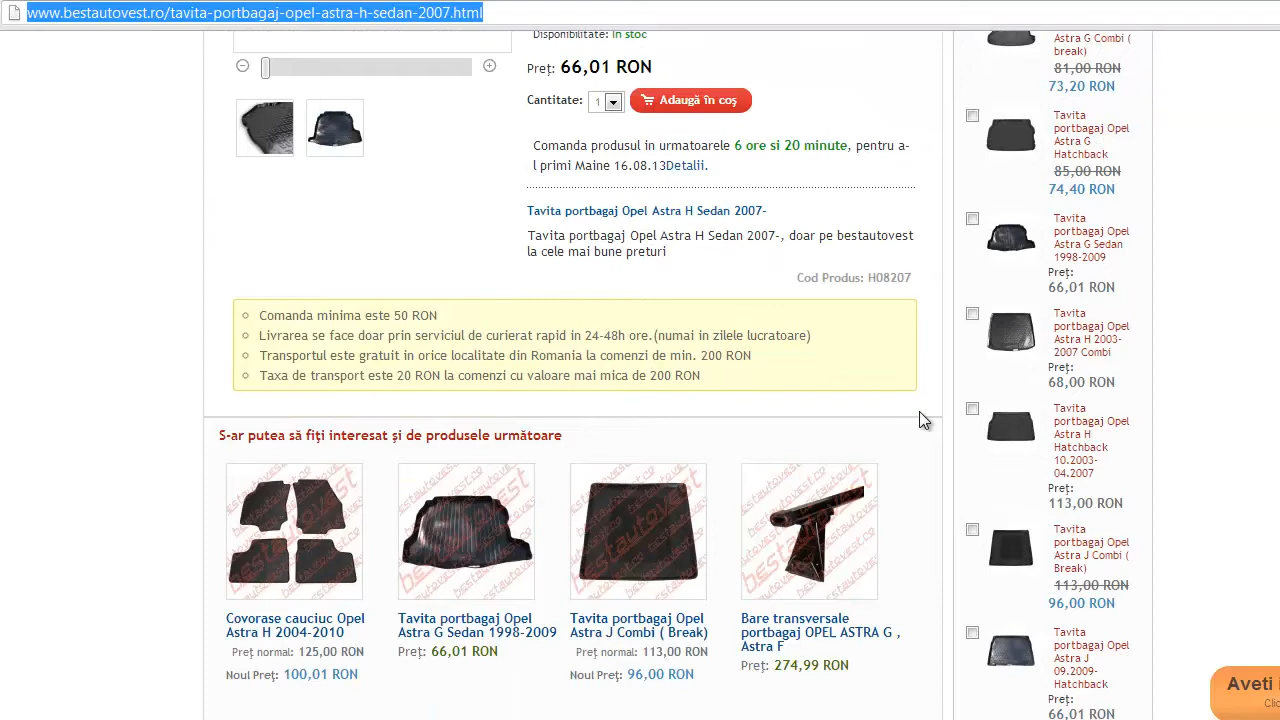 www.bestautovest.ro/tavita-portbagaj-opel-astra-h-sedan-2007.html
Disponibilitate: In stoc
Preţ: 66,01 RON
Cantitate: 1 Adaugă în coş
Comanda produsul in urmatoarele 6 ore si 20 minute, pentru a-
l primi Maine 16.08.13Detalii.
Tavita portbagaj Opel Astra H Sedan 2007-
Tavita portbagaj Opel Astra H Sedan 2007-, doar pe bestautovest
la cele mai bune preturi
Cod Produs: H08207
Comanda minima este 50 RON
Livrarea se face doar prin serviciul de curierat rapid in 24-48h ore.(numai in zilele lucratoare)
Transportul este gratuit in orice localitate din Romania la comenzi de min. 200 RON
Taxa de transport este 20 RON la comenzi cu valoare mai mica de 200 RON
S-ar putea să fiţi interesat şi de produsele următoare
Covorase cauciuc Opel
Astra H 2004-2010
Preţ normal: 125,00 RON
Noul Preţ: 100,01 RON
Tavita portbagaj Opel
Astra G Sedan 1998-2009
Preţ: 66,01 RON
Tavita portbagaj Opel
Astra J Combi ( Break)
Preţ normal: 113,00 RON
Noul Preţ: 96,00 RON
Bare transversale
portbagaj OPEL ASTRA G ,
Astra F
Preţ: 274,99 RON
Astra G Combi (
break)
81,00 RON
73,20 RON
Tavita
portbagaj Opel
Astra G
Hatchback
85,00 RON
74,40 RON
Tavita
portbagaj Opel
Astra G Sedan
1998-2009
Preţ:
66,01 RON
Tavita
portbagaj Opel
Astra H 2003-
2007 Combi
Preţ:
68,00 RON
Tavita
portbagaj Opel
Astra H
Hatchback
10.2003-
04.2007
Preţ:
113,00 RON
Tavita
portbagaj Opel
Astra J Combi (
Break)
113,00 RON
96,00 RON
Tavita
portbagaj Opel
Astra J
09.2009-
Hatchback
Preţ:
66,01 RON
Aveti